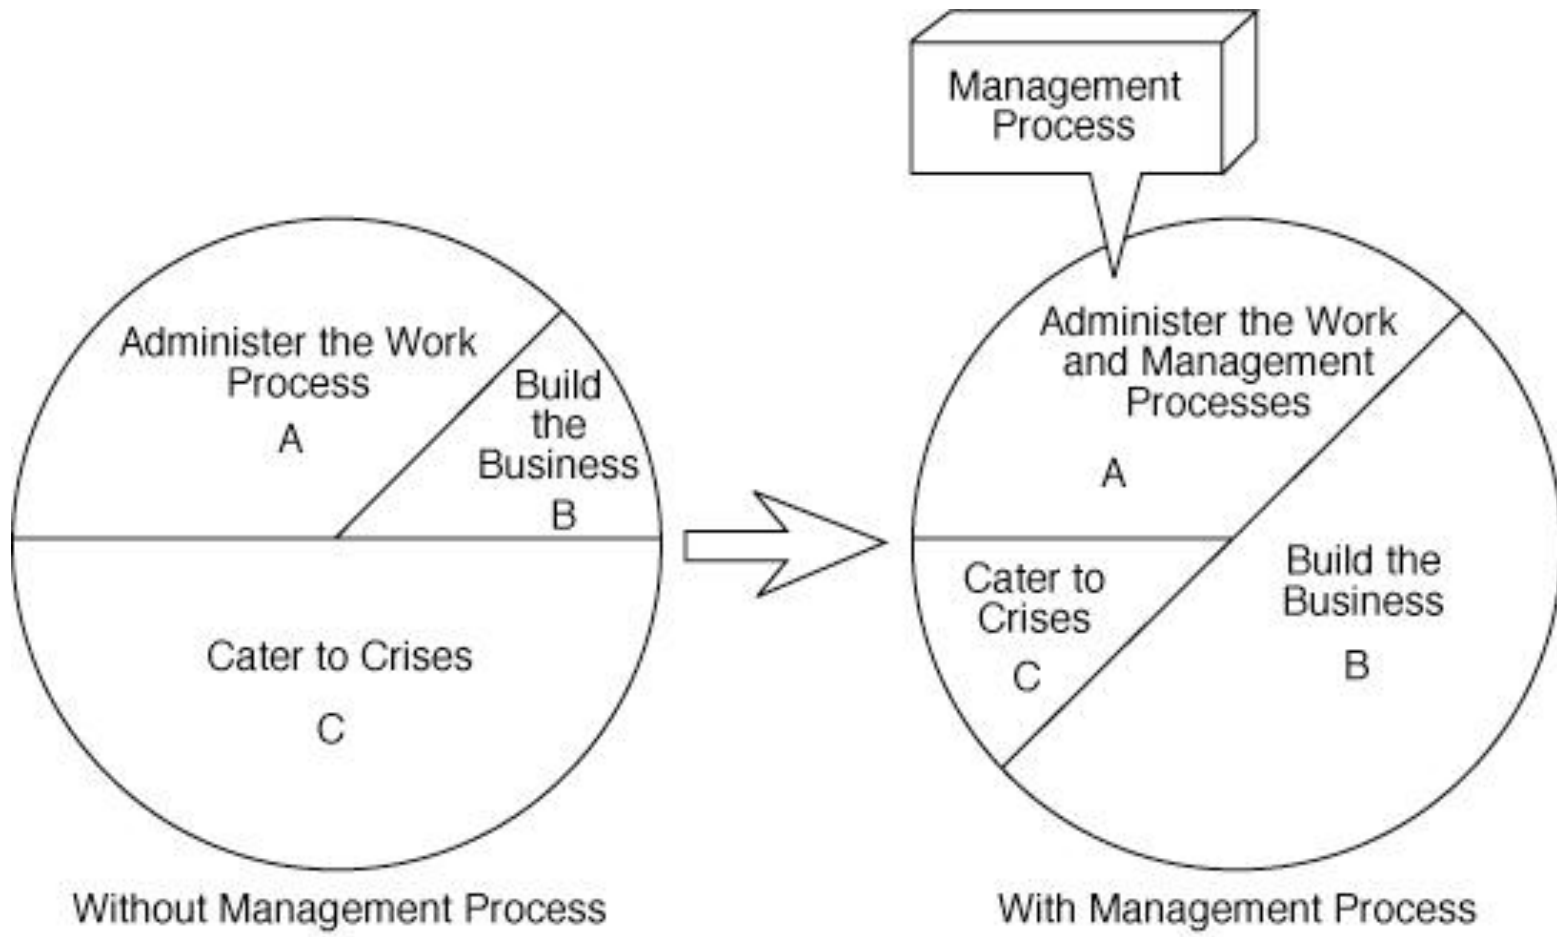 Management
Process
Administer the Work
Process
A
Build
the
Business
B
Cater to Crises
C
Without Management Process
Administer the Work
and Management
Processes
A
Cater to
Crises
C
Build the
Business
B
With Management Process